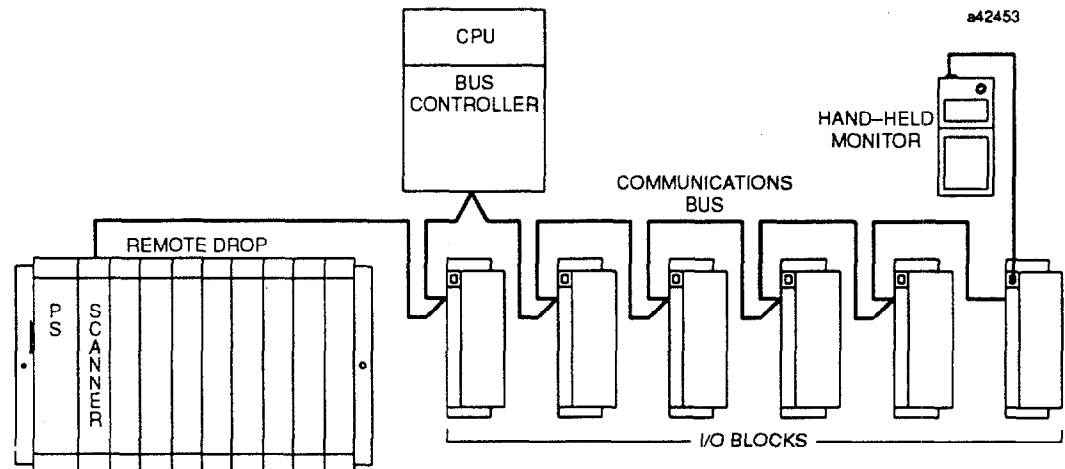 a42453
CPU
BUS
CONTROLLER
HAND–HELD
MONITOR
COMMUNICATIONS
BUS
REMOTE DROP
PS
SCANNER
I/O BLOCKS